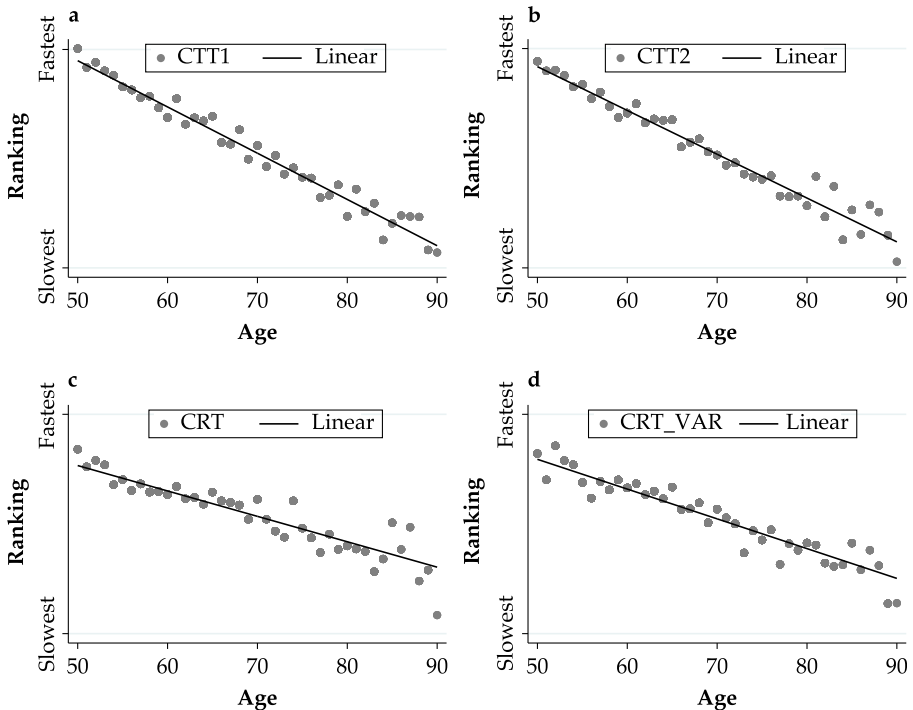 a
Fastest
CTT1 Linear
Ranking
Slowest
50 60 70 80 90
Age
b
Fastest
CTT2 Linear
Ranking
Slowest
50 60 70 80 90
Age
c
Fastest
CRT Linear
Ranking
Slowest
50 60 70 80 90
Age
d
Fastest
CRT_VAR Linear
Ranking
Slowest
50 60 70 80 90
Age